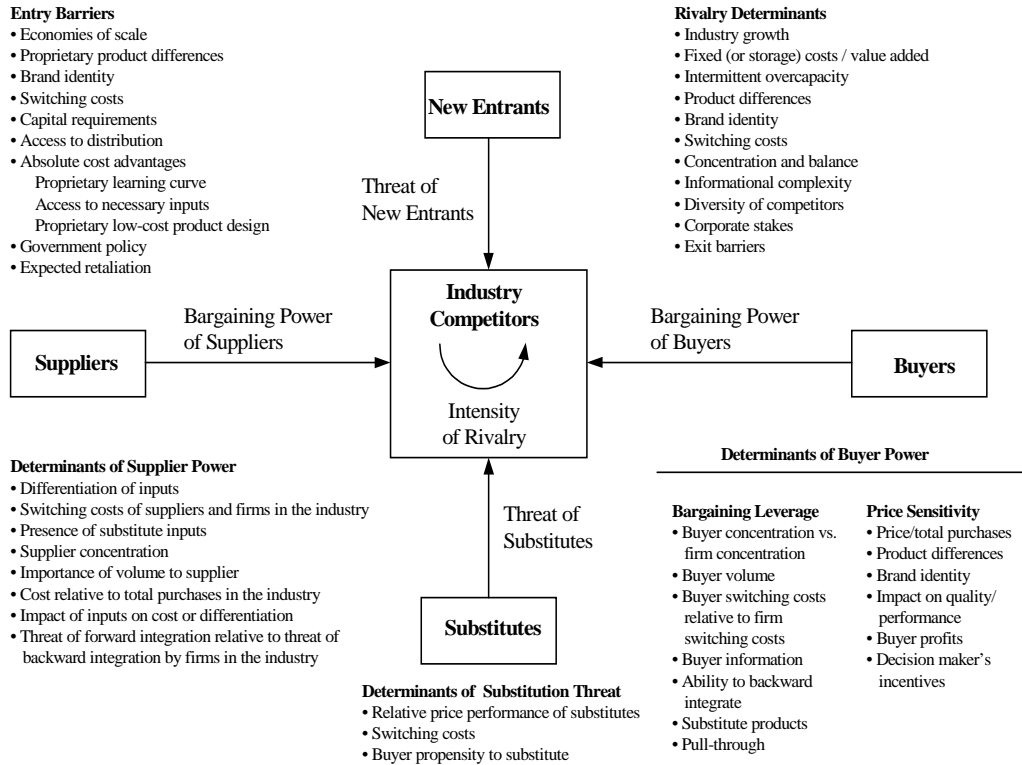 Entry Barriers
• Economies of scale
• Proprietary product differences
• Brand identity
• Switching costs
• Capital requirements
• Access to distribution
• Absolute cost advantages
Proprietary learning curve
Access to necessary inputs
Proprietary low-cost product design
• Government policy
• Expected retaliation
New Entrants
Threat of
New Entrants
Rivalry Determinants
• Industry growth
• Fixed (or storage) costs / value added
• Intermittent overcapacity
• Product differences
• Brand identity
• Switching costs
• Concentration and balance
• Informational complexity
• Diversity of competitors
• Corporate stakes
• Exit barriers
Suppliers
Bargaining Power
of Suppliers
Industry
Competitors
Intensity
of Rivalry
Bargaining Power
of Buyers
Buyers
Determinants of Supplier Power
• Differentiation of inputs
• Switching costs of suppliers and firms in the industry
• Presence of substitute inputs
• Supplier concentration
• Importance of volume to supplier
• Cost relative to total purchases in the industry
• Impact of inputs on cost or differentiation
• Threat of forward integration relative to threat of
backward integration by firms in the industry
Threat of
Substitutes
Substitutes
Determinants of Substitution Threat
• Relative price performance of substitutes
• Switching costs
• Buyer propensity to substitute
Determinants of Buyer Power
Bargaining Leverage
• Buyer concentration vs.
firm concentration
• Buyer volume
• Buyer switching costs
relative to firm
switching costs
• Buyer information
• Ability to backward
integrate
• Substitute products
• Pull-through
Price Sensitivity
• Price/total purchases
• Product differences
• Brand identity
• Impact on quality/
performance
• Buyer profits
• Decision maker's
incentives